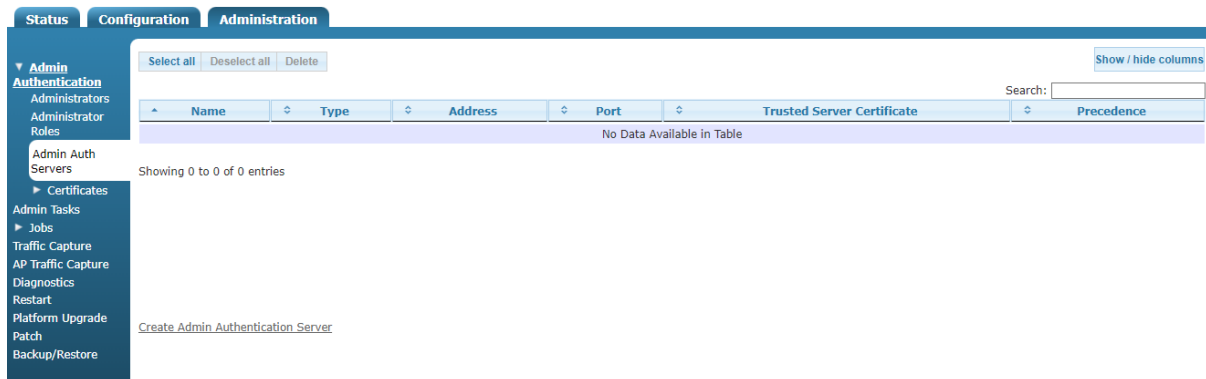 Status Configuration Administration
Admin
Authentication
Administrators
Administrator
Roles
Admin Auth
Servers
Certificates
Admin Tasks
Jobs
Traffic Capture
AP Traffic Capture
Diagnostics
Restart
Platform Upgrade
Patch
Backup/Restore
Select all Deselect all Delete
Show / hide columns
Search:
Name Type Address Port Trusted Server Certificate Precedence
No Data Available in Table
Showing 0 to 0 of 0 entries
Create Admin Authentication Server